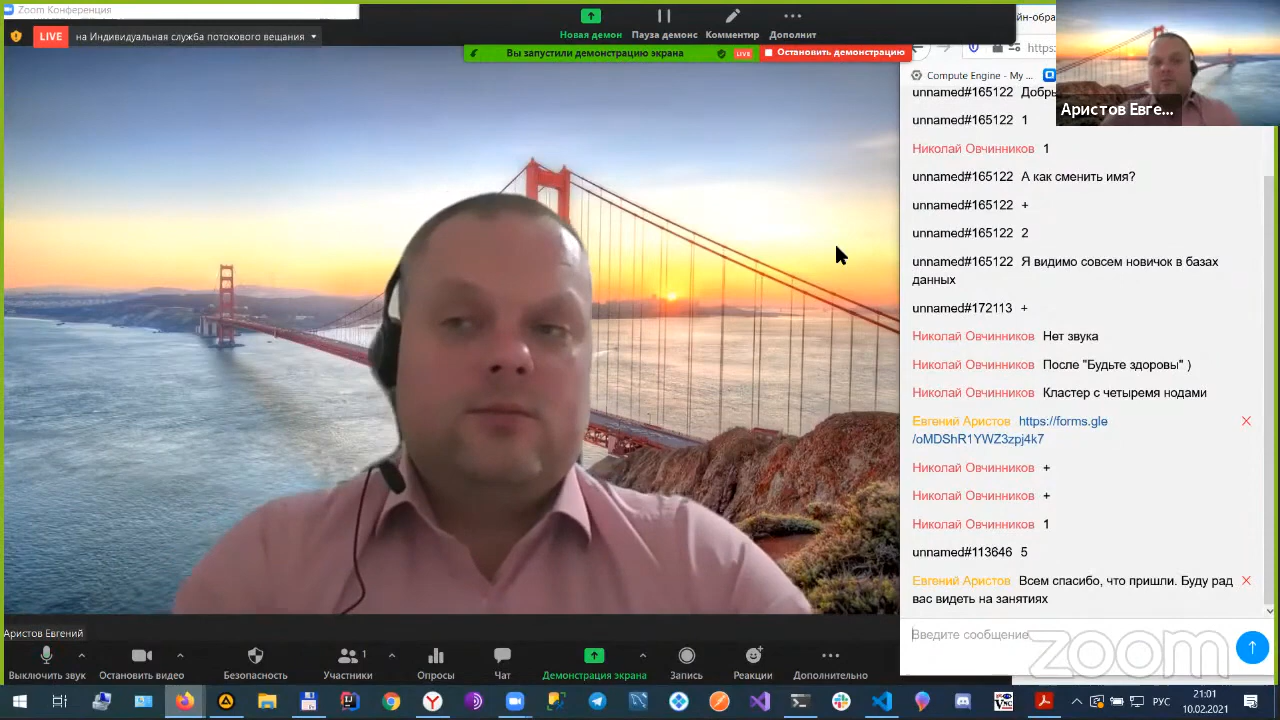 Zoom Конференция
LIVE на Индивидуальная служба потокового вещания
Новая демон Пауза демонс Комментир Дополнит
Вы запустили демонстрацию экрана LIVE Остановить демонстрацию
йн-обра
https:
Compute Engine - My ...
Аристов Евге...
unnamed#165122 Добры
unnamed#165122 1
Николай Овчинников 1
unnamed#165122 А как сменить имя?
unnamed#165122 +
unnamed#165122 2
unnamed#165122 Я видимо совсем новичок в базах
данных
unnamed#172113 +
Николай Овчинников Нет звука
Николай Овчинников После "Будьте здоровы" )
Николай Овчинников Кластер с четыремя нодами
Евгений Аристов https://forms.gle
/oMDShR1YWZ3zpj4k7
Николай Овчинников +
Николай Овчинников +
Николай Овчинников 1
unnamed#113646 5
Евгений Аристов Всем спасибо, что пришли. Буду рад
вас видеть на занятиях
Введите сообщение
zoom
Аристов Евгений
1
Выключить звук Остановить видео Безопасность Участники Опросы Чат Демонстрация экрана Запись Реакции Дополнительно
21:01
10.02.2021